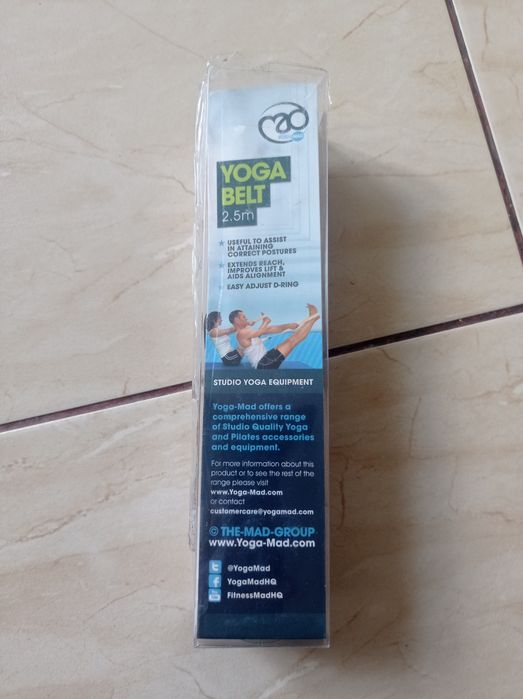 mad
YOGA
BELT
2.5m
USEFUL TO ASSIST
IN ATTAINING
CORRECT POSTURES
EXTENDS REACH,
IMPROVES LIFT &
AIDS ALIGNMENT
EASY ADJUST D-RING
STUDIO YOGA EQUIPMENT
Yoga-Mad offers a
comprehensive range
of Studio Quality Yoga
and Pilates accessories
and equipment.
For more information about this
product or to see the rest of the
range please visit
www.Yoga-Mad.com
or contact
customercare@yogamad.com
© THE-MAD-GROUP
www.Yoga-Mad.com
@YogaMad
YogaMadHQ
FitnessMadHQ